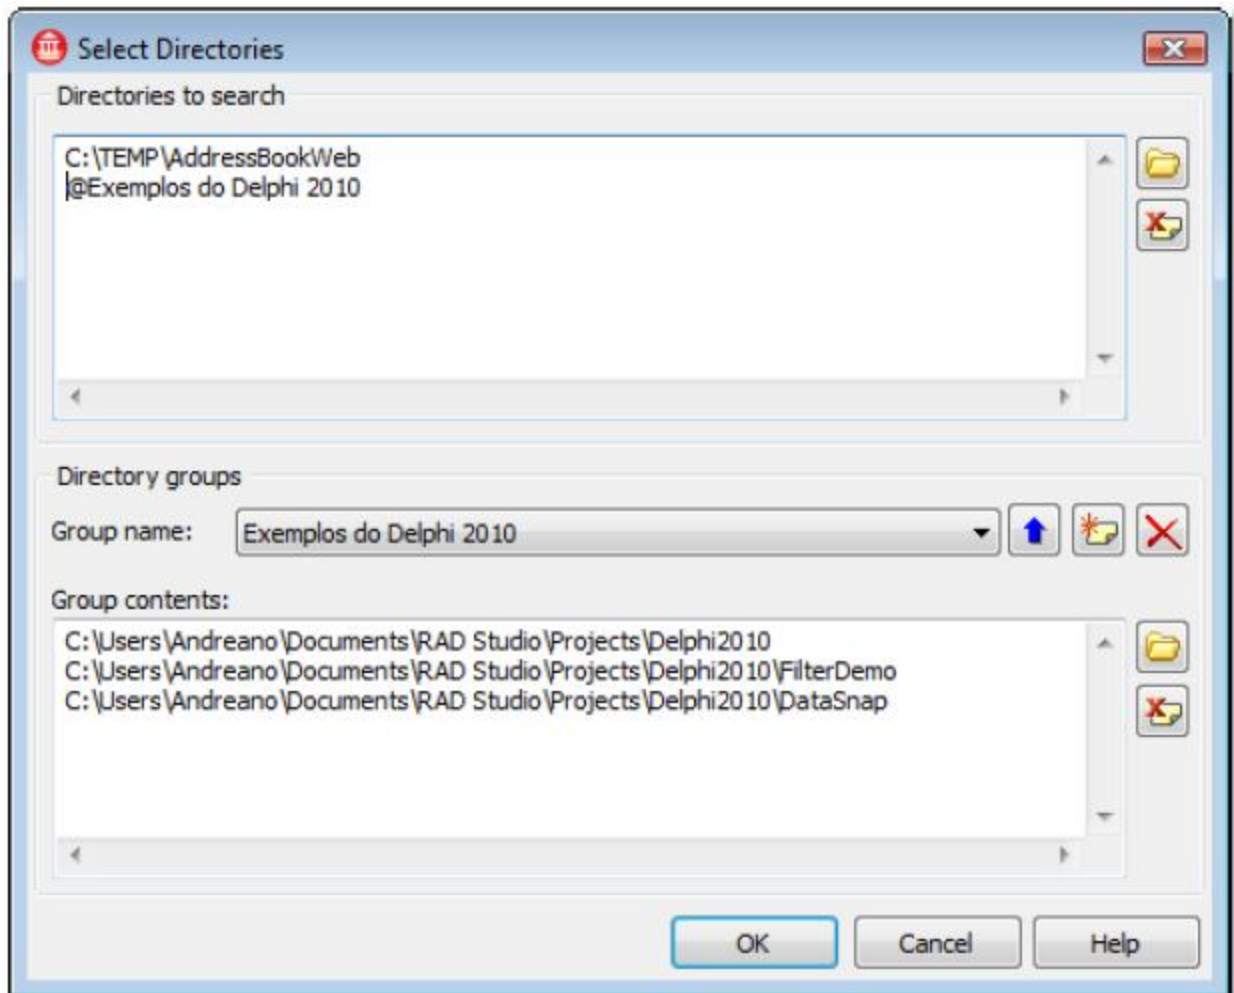 Select Directories
Directories to search
C:\TEMP\AddressBookWeb
@Exemplos do Delphi 2010
Directory groups
Group name: Exemplos do Delphi 2010
Group contents:
C:\Users\Andreano\Documents\RAD Studio\Projects\Delphi2010
C:\Users\Andreano\Documents\RAD Studio\Projects\Delphi2010\FilterDemo
C:\Users\Andreano\Documents\RAD Studio\Projects\Delphi2010\DataSnap
OK Cancel Help